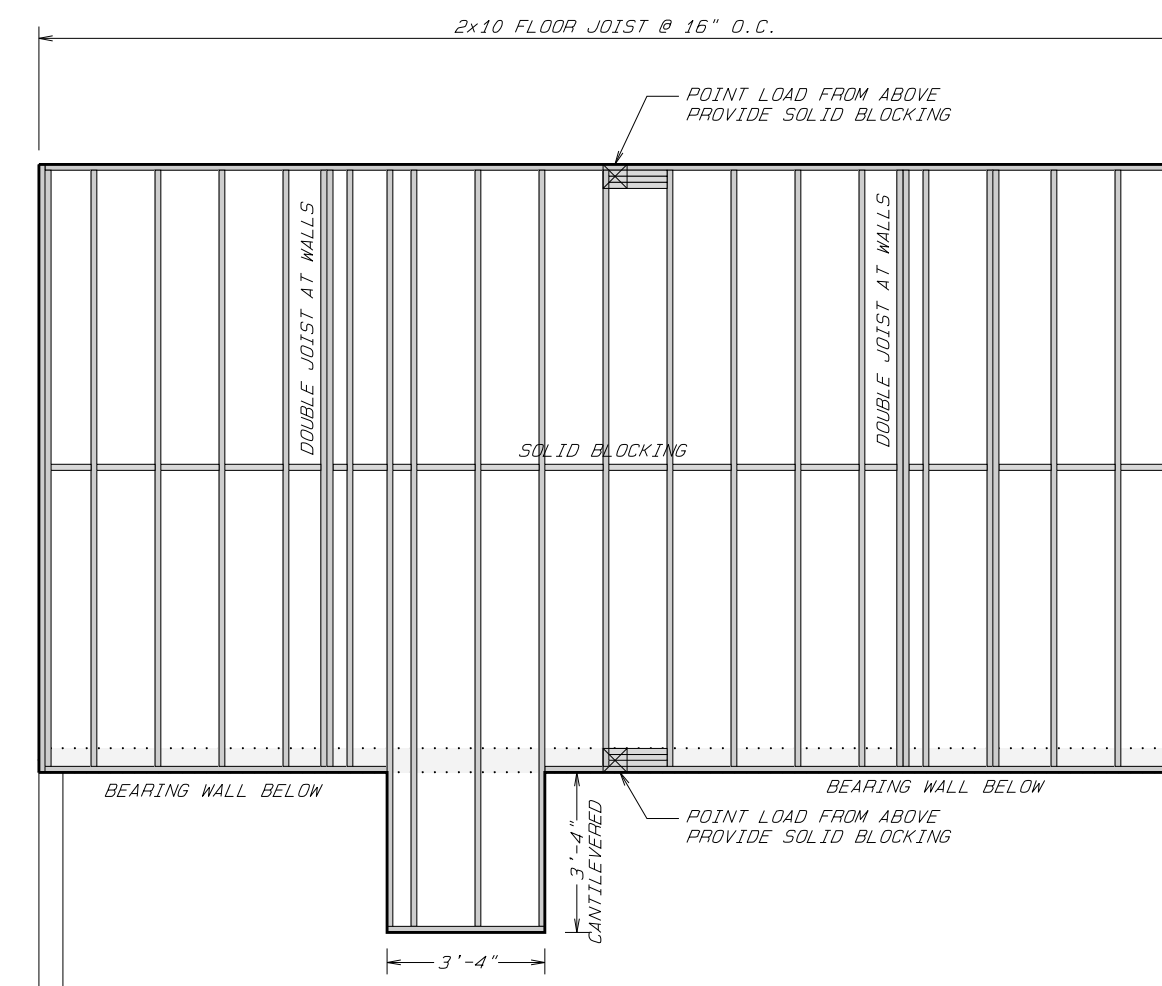 2x10 FLOOR JOIST @ 16" O.C.
POINT LOAD FROM ABOVE
PROVIDE SOLID BLOCKING
DOUBLE JOIST AT WALLS
DOUBLE JOIST AT WALLS
SOLID BLOCKING
BEARING WALL BELOW
BEARING WALL BELOW
POINT LOAD FROM ABOVE
PROVIDE SOLID BLOCKING
3'-4"
CANTILEVERED
3'-4"